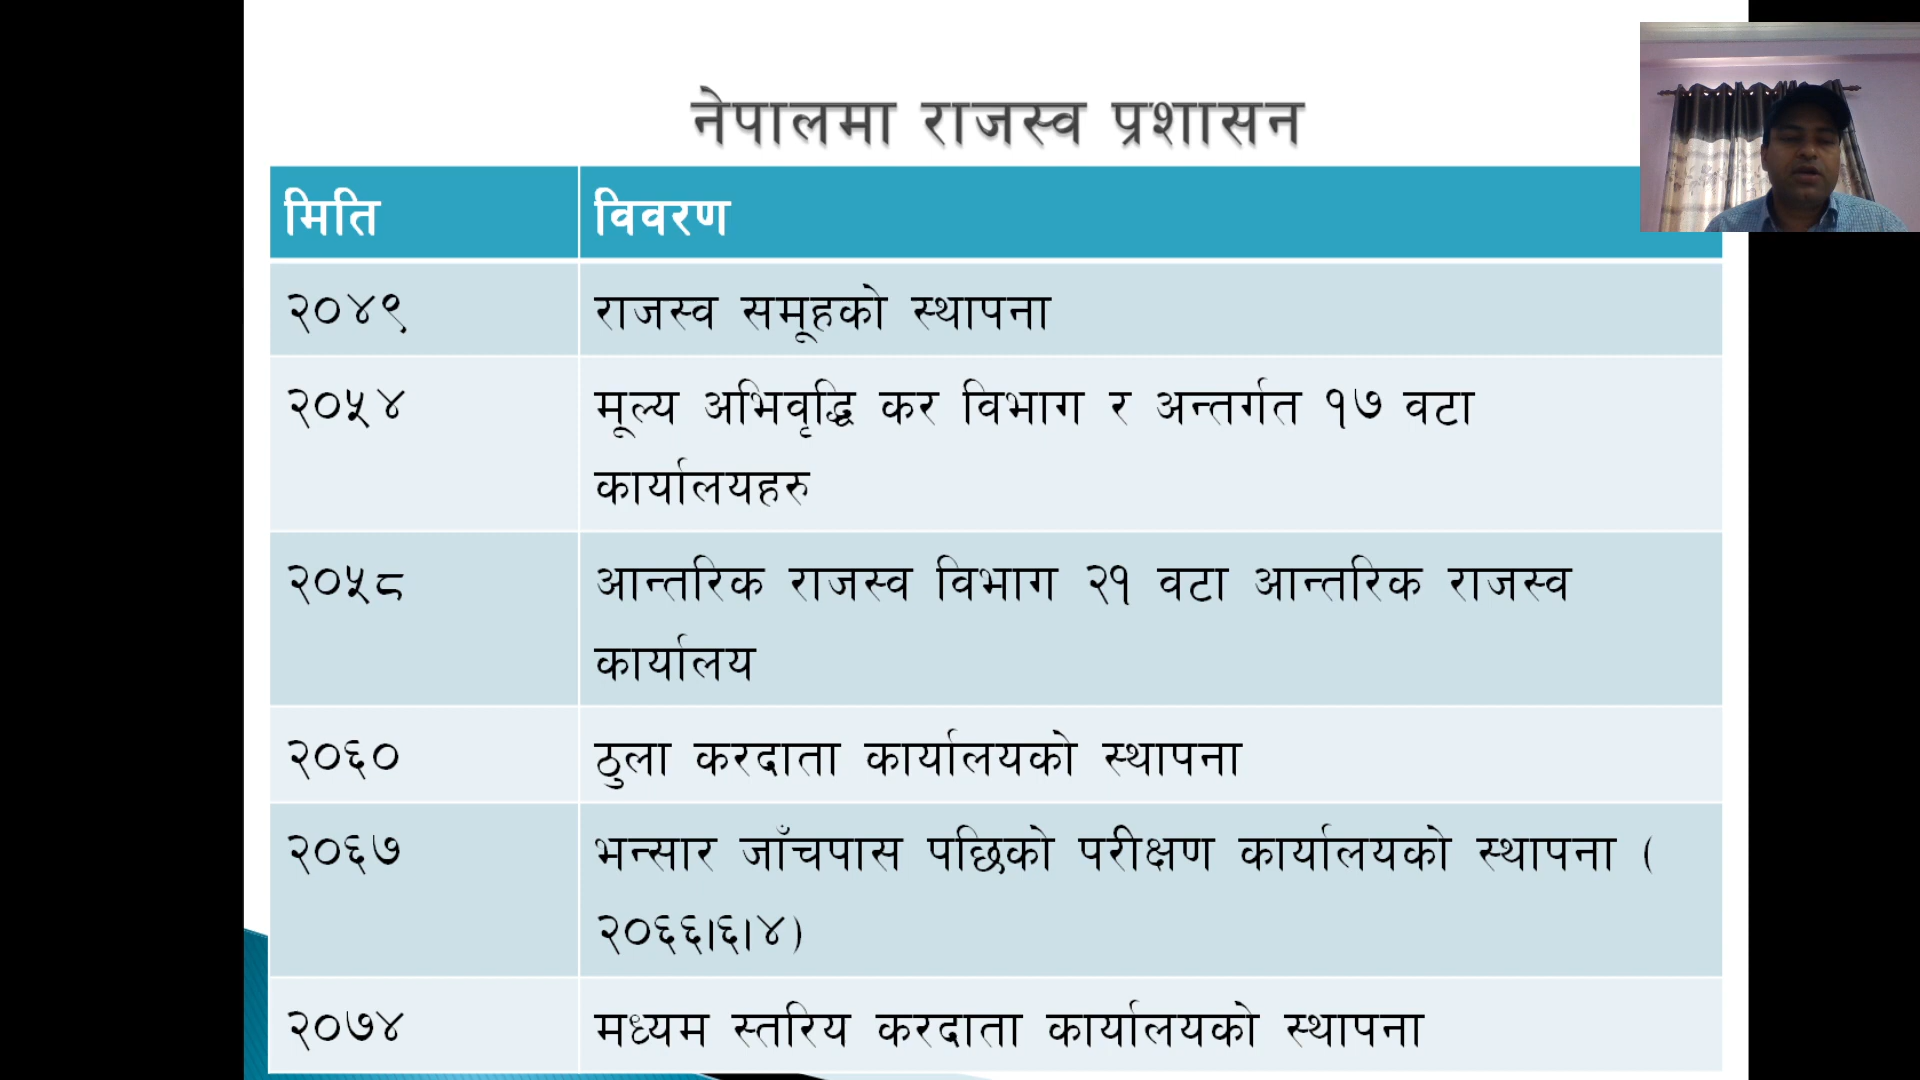 नेपालमा राजस्व प्रशासन
मिति विवरण
२०४९ राजस्व समूहको स्थापना
२०५४ मूल्य अभिवृद्धि कर विभाग र अन्तर्गत १७ वटा
कार्यालयहरु
२०५८ आन्तरिक राजस्व विभाग २१ वटा आन्तरिक राजस्व
कार्यालय
२०६० ठुला करदाता कार्यालयको स्थापना
२०६७ भन्सार जाँचपास पछिको परीक्षण कार्यालयको स्थापना (
२०६६।६।४)
२०७४ मध्यम स्तरिय करदाता कार्यालयको स्थापना